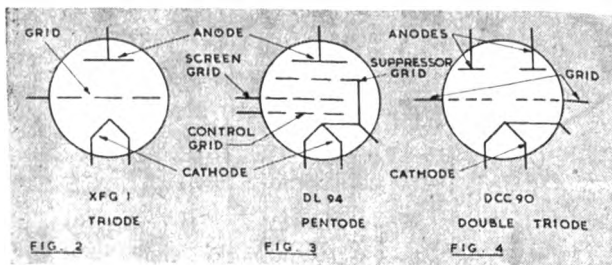 GRID
ANODE
SCREEN
GRID
CONTROL
GRID
SUPPRESSOR
GRID
ANODES
GRID
CATHODE
CATHODE
XFG 1
TRIODE
DL 94
PENTODE
DCC 90
DOUBLE TRIODE
FIG. 2
FIG. 3
FIG. 4